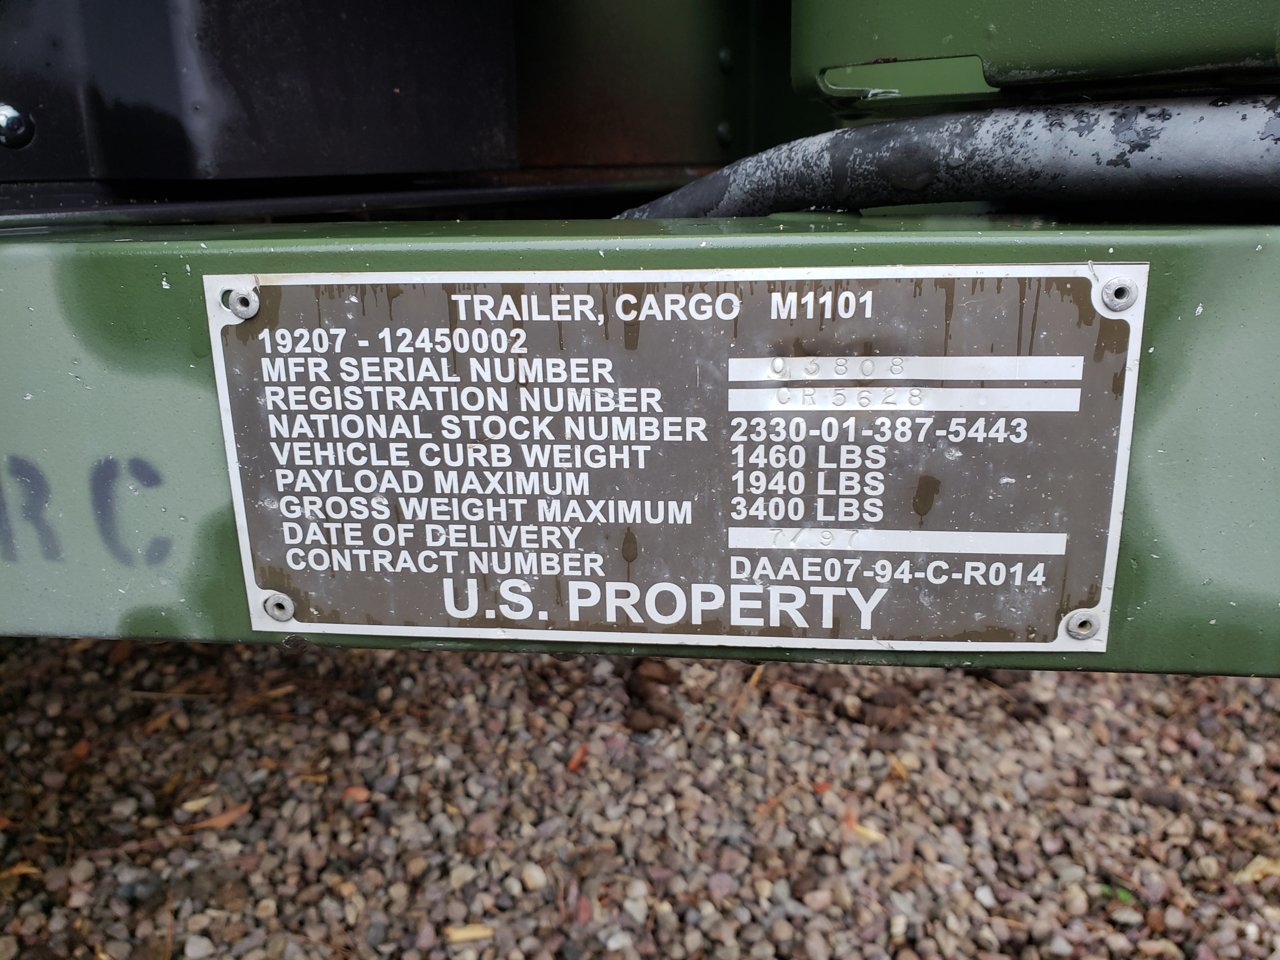 RC
TRAILER, CARGO M1101
19207 - 12450002
MFR SERIAL NUMBER 03808
REGISTRATION NUMBER CR5628
NATIONAL STOCK NUMBER 2330-01-387-5443
VEHICLE CURB WEIGHT 1460 LBS
PAYLOAD MAXIMUM 1940 LBS
GROSS WEIGHT MAXIMUM 3400 LBS
DATE OF DELIVERY 7/97
CONTRACT NUMBER DAAE07-94-C-R014
U.S. PROPERTY